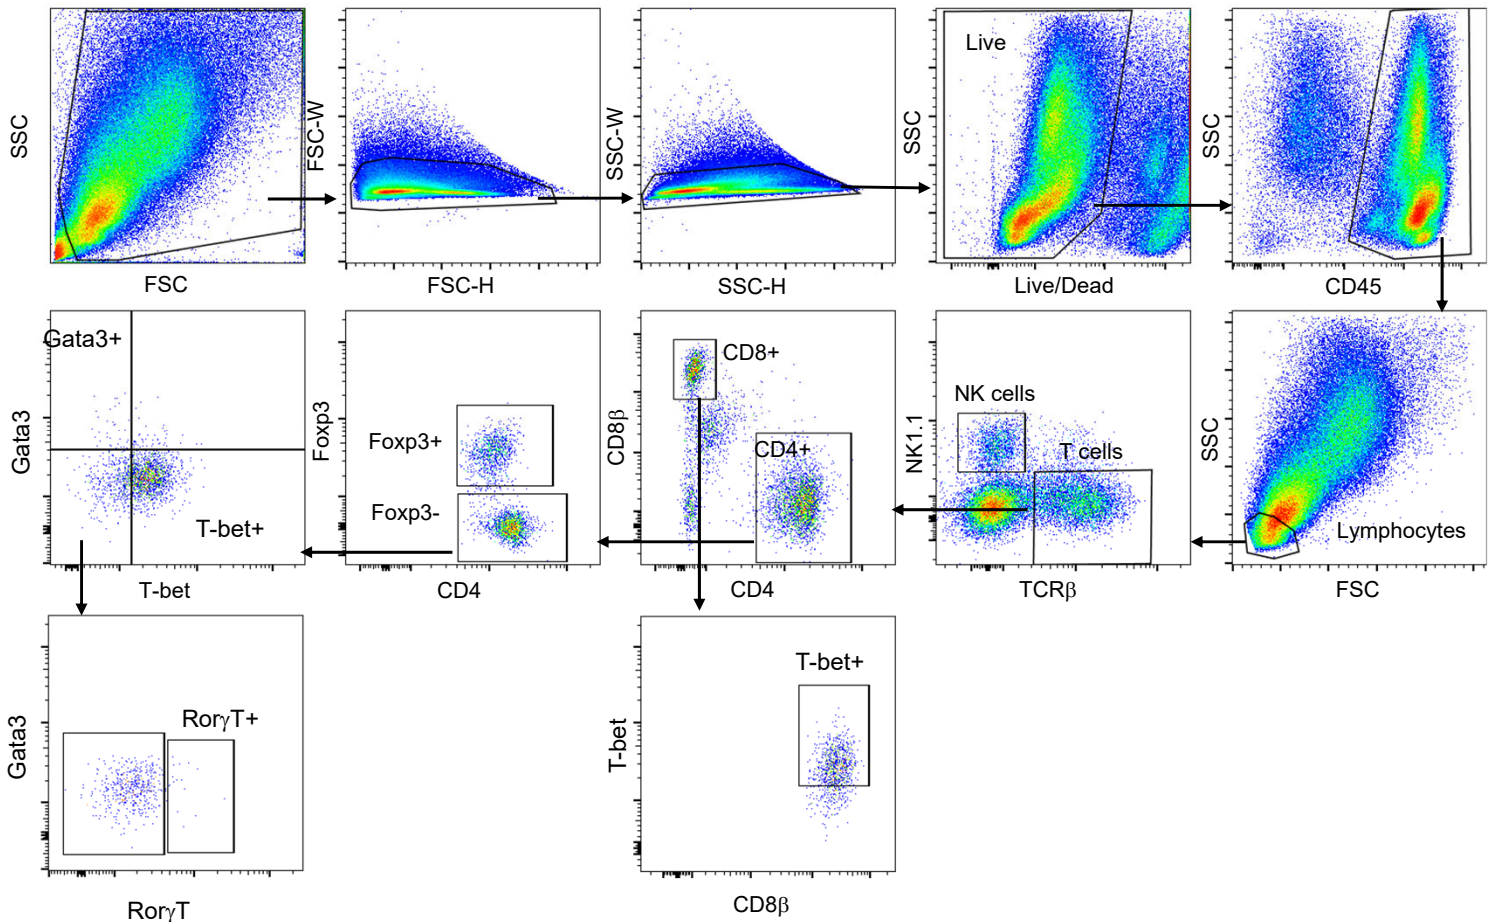 SSC
FSC
FSC-W
FSC-H
SSC-W
SSC-H
SSC
Live
Live/Dead
SSC
CD45
Gata3
Gata3+
T-bet+
T-bet
Foxp3
Foxp3+
Foxp3-
CD4
CD8β
CD8+
CD4+
CD4
NK1.1
NK cells
T cells
TCRβ
SSC
Lymphocytes
FSC
Gata3
RorγT+
RorγT
T-bet
T-bet+
CD8β